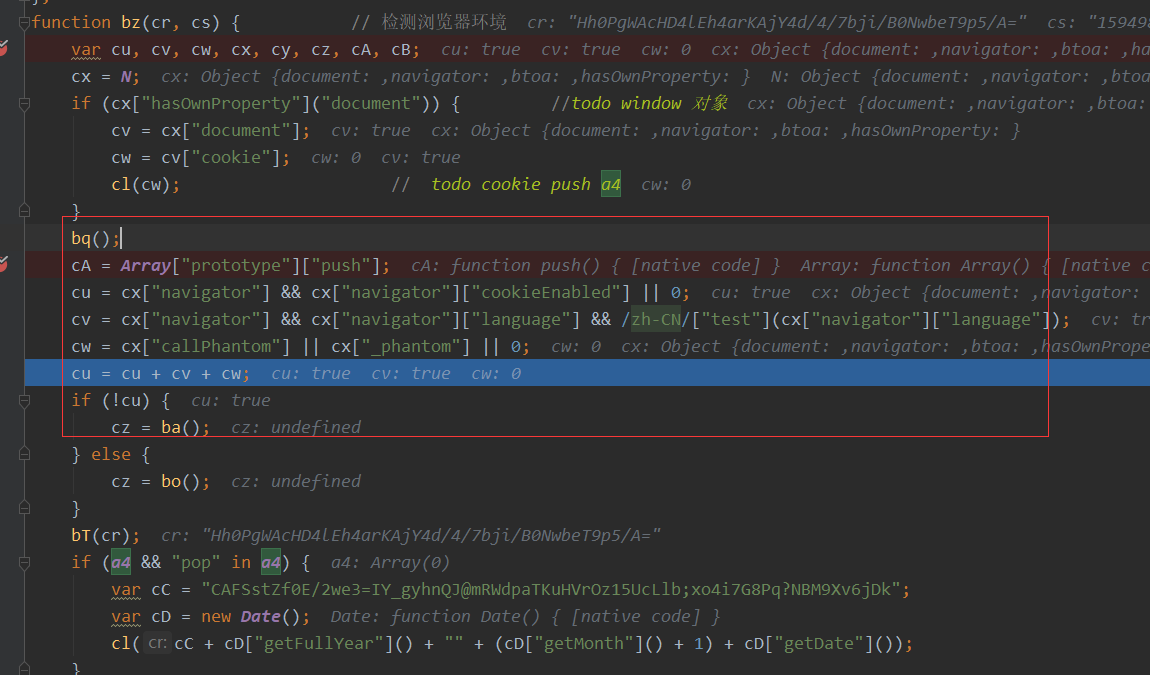 function bz(cr, cs) { // 检测浏览器环境 cr: "Hh0PgWAcHD4lEh4arKAjY4d/4/7bji/B0NwbeT9p5/A=" cs: "159498
var cu, cv, cw, cx, cy, cz, cA, cB; cu: true cv: true cw: 0 cx: Object {document: ,navigator: ,btoa: ,ha
cx = N; cx: Object {document: ,navigator: ,btoa: ,hasOwnProperty: } N: Object {document: ,navigator: ,btoa
if (cx["hasOwnProperty"]("document")) { //todo window 对象 cx: Object {document: ,navigator: ,btoa:
cv = cx["document"]; cv: true cx: Object {document: ,navigator: ,btoa: ,hasOwnProperty: }
cw = cv["cookie"]; cw: 0 cv: true
cl(cw); // todo cookie push a4 cw: 0
}
bq();
cA = Array["prototype"]["push"]; cA: function push() { [native code] } Array: function Array() { [native c
cu = cx["navigator"] && cx["navigator"]["cookieEnabled"] || 0; cu: true cx: Object {document: ,navigator:
cv = cx["navigator"] && cx["navigator"]["language"] && /zh-CN/["test"](cx["navigator"]["language"]); cv: tr
cw = cx["callPhantom"] || cx["_phantom"] || 0; cw: 0 cx: Object {document: ,navigator: ,btoa: ,hasOwnPrope
cu = cu + cv + cw; cu: true cv: true cw: 0
if (!cu) { cu: true
cz = ba(); cz: undefined
} else {
cz = bo(); cz: undefined
}
bT(cr); cr: "Hh0PgWAcHD4lEh4arKAjY4d/4/7bji/B0NwbeT9p5/A="
if (a4 && "pop" in a4) { a4: Array(0)
var cC = "CAFSstZf0E/2we3=IY_gyhnQJ@mRWdpaTKuHVrOz15UcLlb;xo4i7G8Pq?NBM9Xv6jDk";
var cD = new Date(); Date: function Date() { [native code] }
cl( cr: cC + cD["getFullYear"]() + "" + (cD["getMonth"]() + 1) + cD["getDate"]());
}